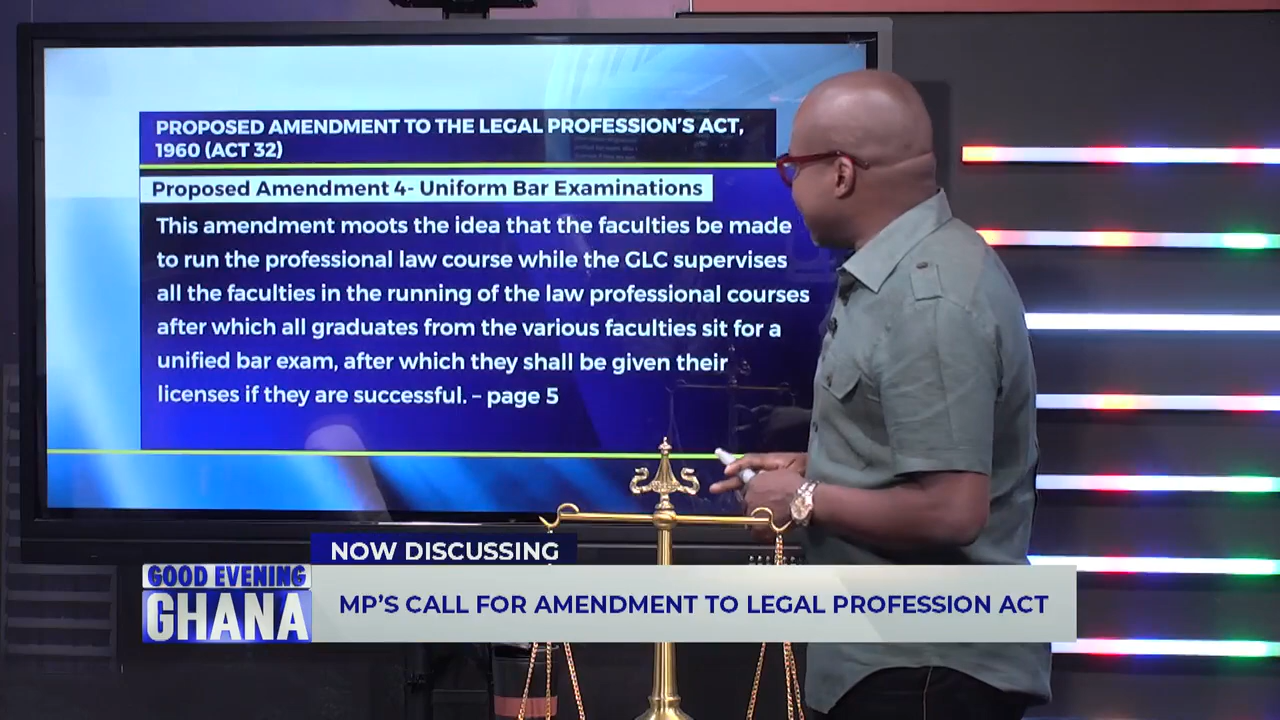 PROPOSED AMENDMENT TO THE LEGAL PROFESSION'S ACT,
1960 (ACT 32)
Proposed Amendment 4- Uniform Bar Examinations
This amendment moots the idea that the faculties be made
to run the professional law course while the GLC supervises
all the faculties in the running of the law professional courses
after which all graduates from the various faculties sit for a
unified bar exam, after which they shall be given their
licenses if they are successful. – page 5
NOW DISCUSSING
GOOD EVENING
GHANA
MP'S CALL FOR AMENDMENT TO LEGAL PROFESSION ACT